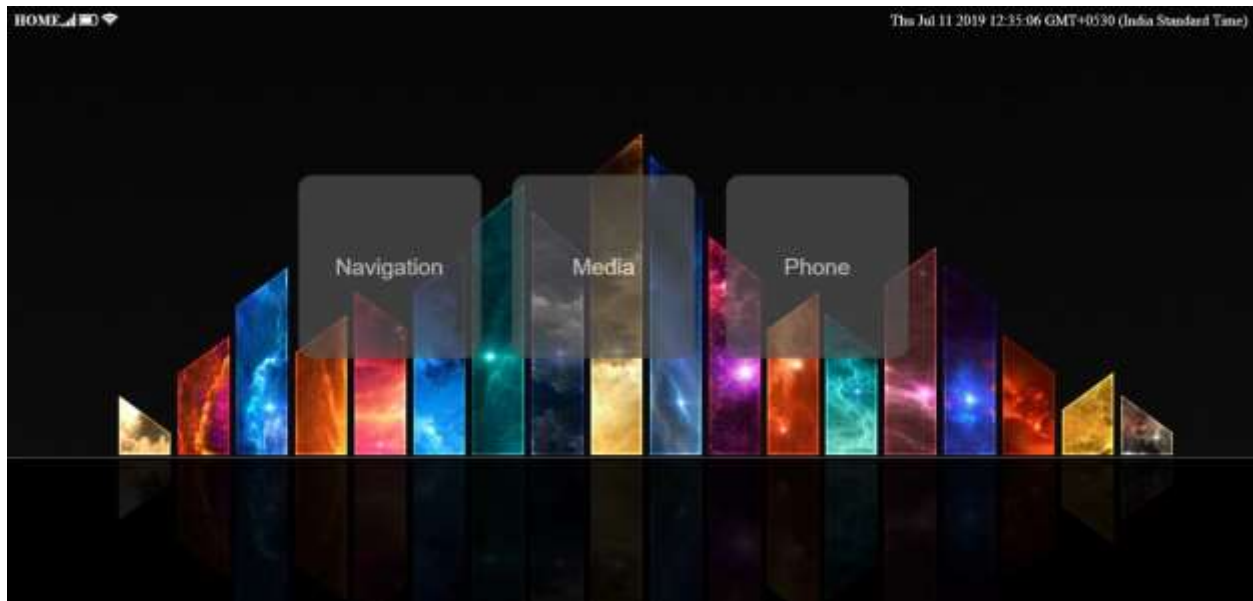 HOME
Thu Jul 11 2019 12:35:06 GMT+0530 (India Standard Time)
Navigation
Media
Phone